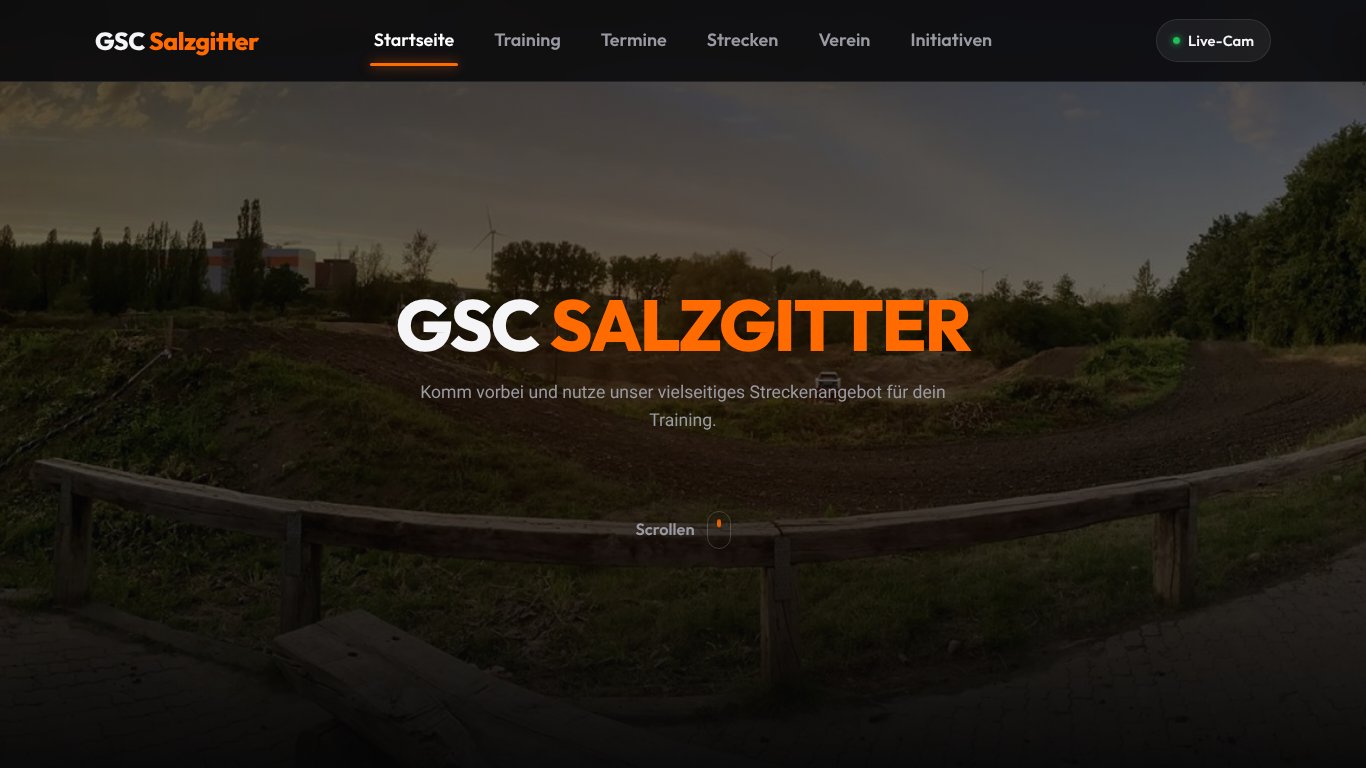 GSC Salzgitter
Startseite
Training
Termine
Strecken
Verein
Initiativen
Live-Cam
GSC SALZGITTER
Komm vorbei und nutze unser vielseitiges Streckenangebot für dein
Training.
Scrollen